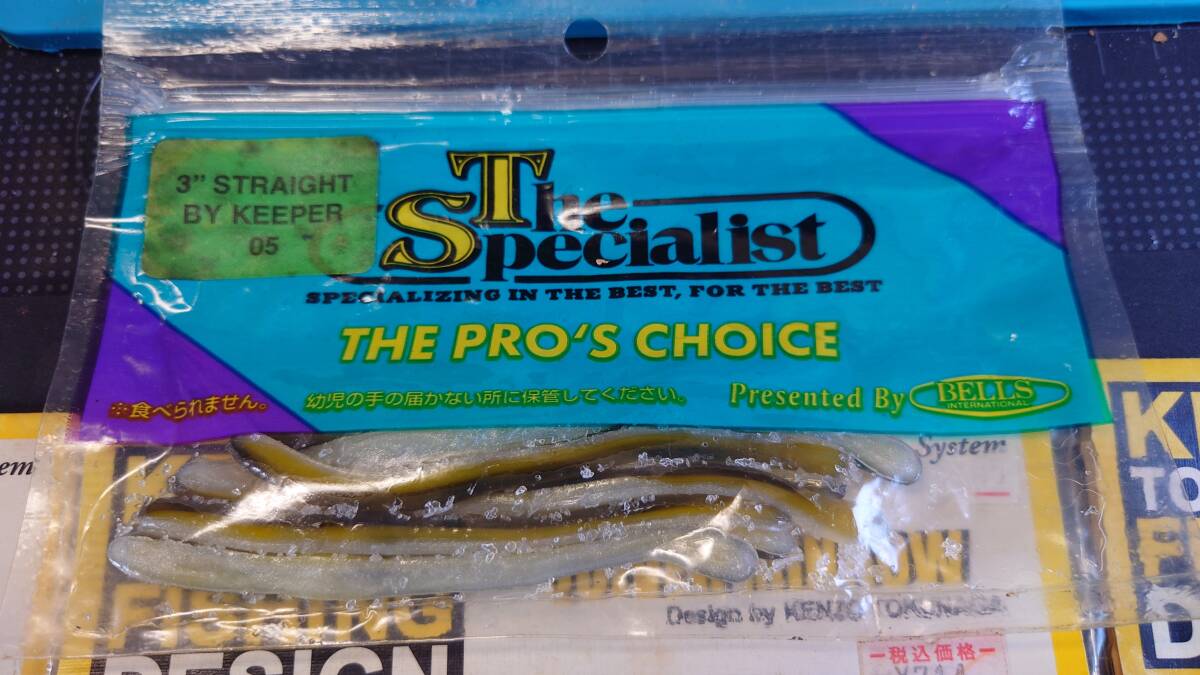 3” STRAIGHT
BY KEEPER
05
The
Specialist
SPECIALIZING IN THE BEST, FOR THE BEST
THE PRO'S CHOICE
※食べられません。
幼児の手の届かない所に保管してください。
Presented By BELLS
INTERNATIONAL
em
System
K
TO
FISHING
DESIGN
Design by KENZO TOKUNAGA
D
税込価格